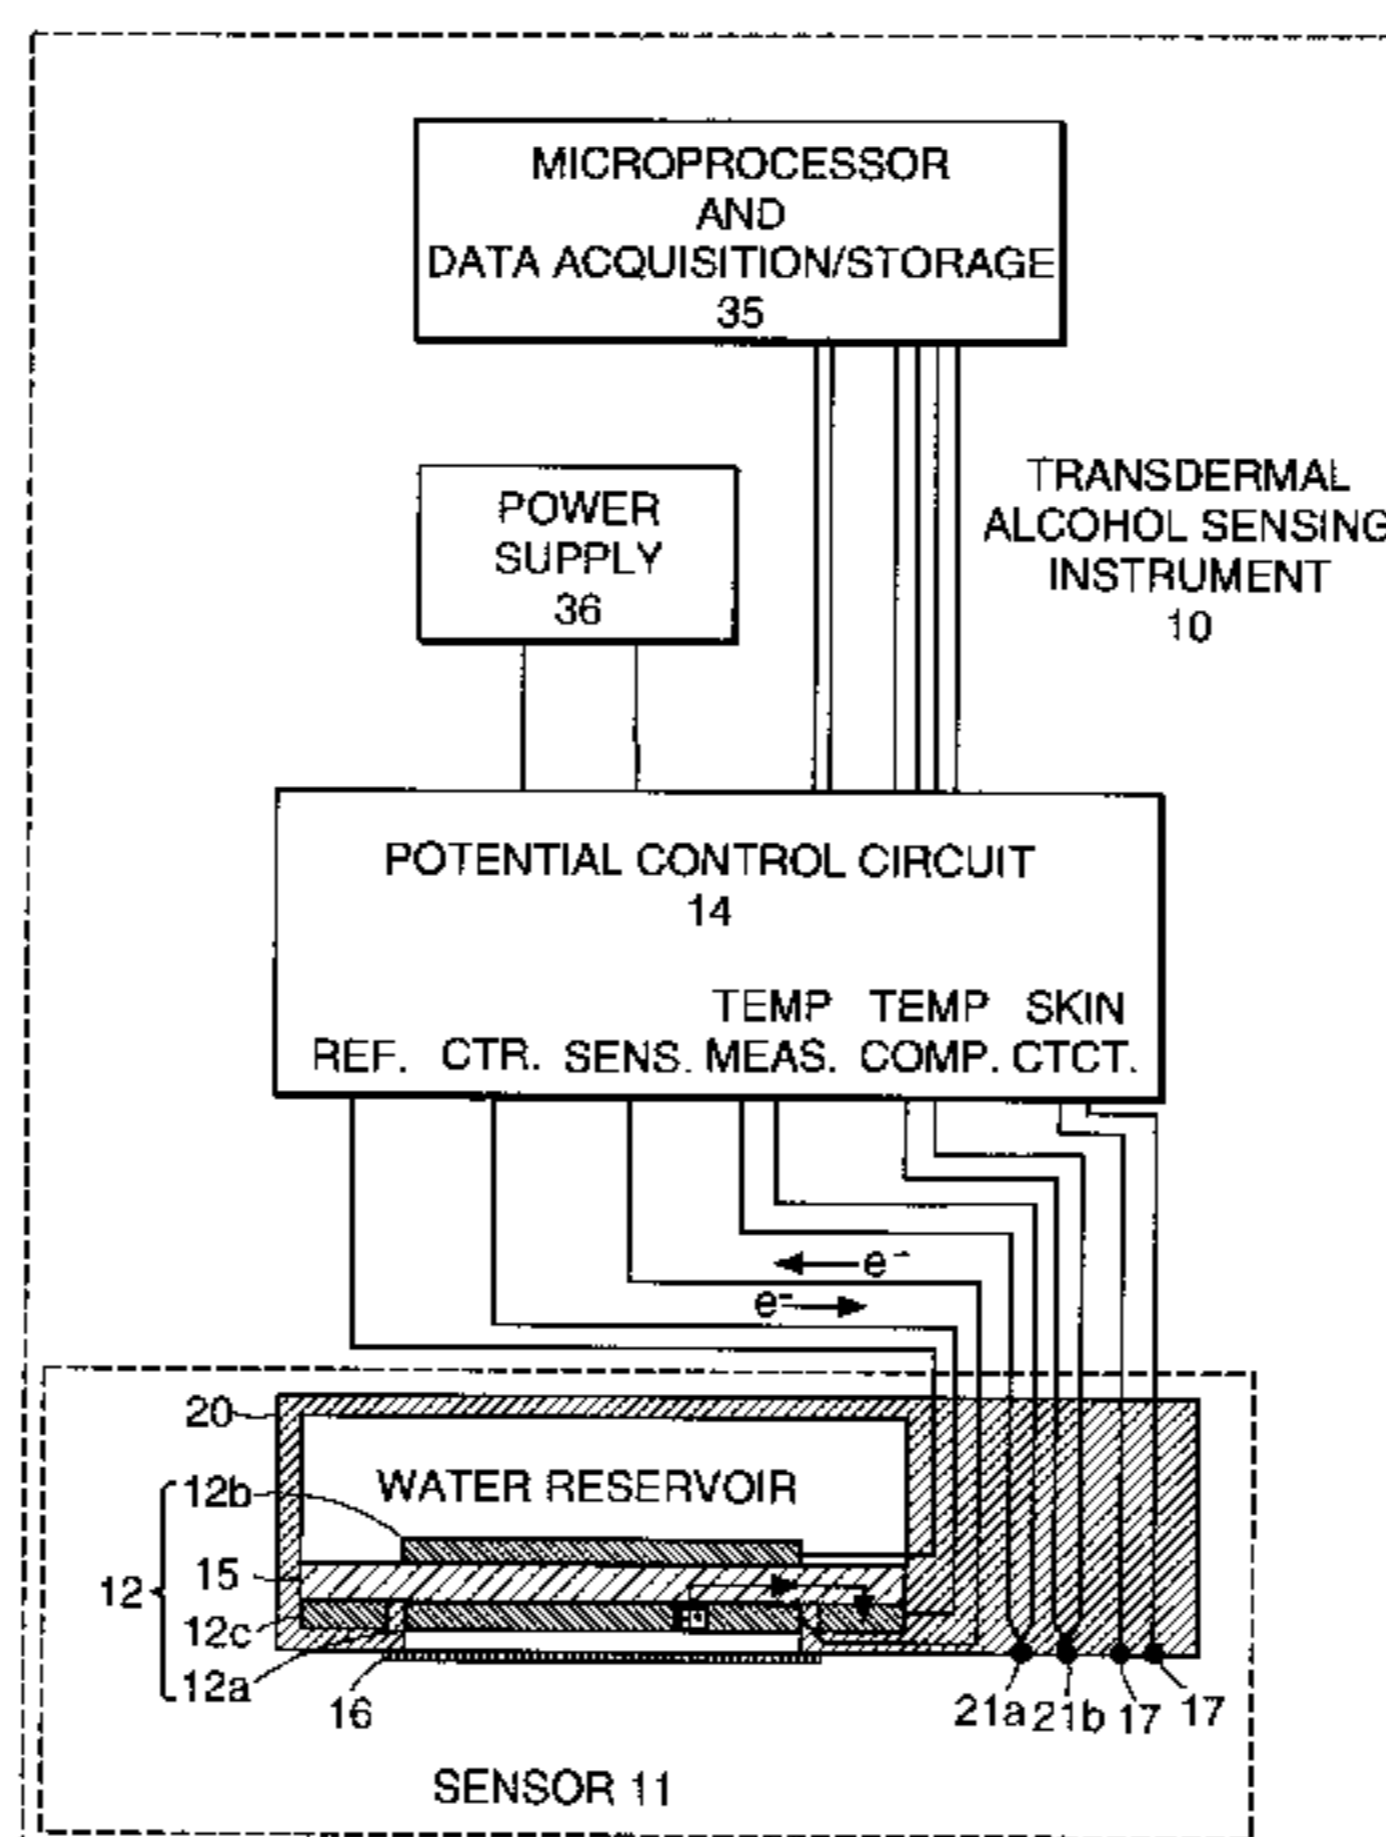 MICROPROCESSOR
AND
DATA ACQUISITION/STORAGE
35
POWER
SUPPLY
36
TRANSDERMAL
ALCOHOL SENSING
INSTRUMENT
10
POTENTIAL CONTROL CIRCUIT
14
TEMP TEMP SKIN
REF. CTR. SENS. MEAS. COMP. CTCT.
e⁻
e⁻
20
WATER RESERVOIR
12b
15
12
12c
12a
16
21a 21b 17 17
SENSOR 11